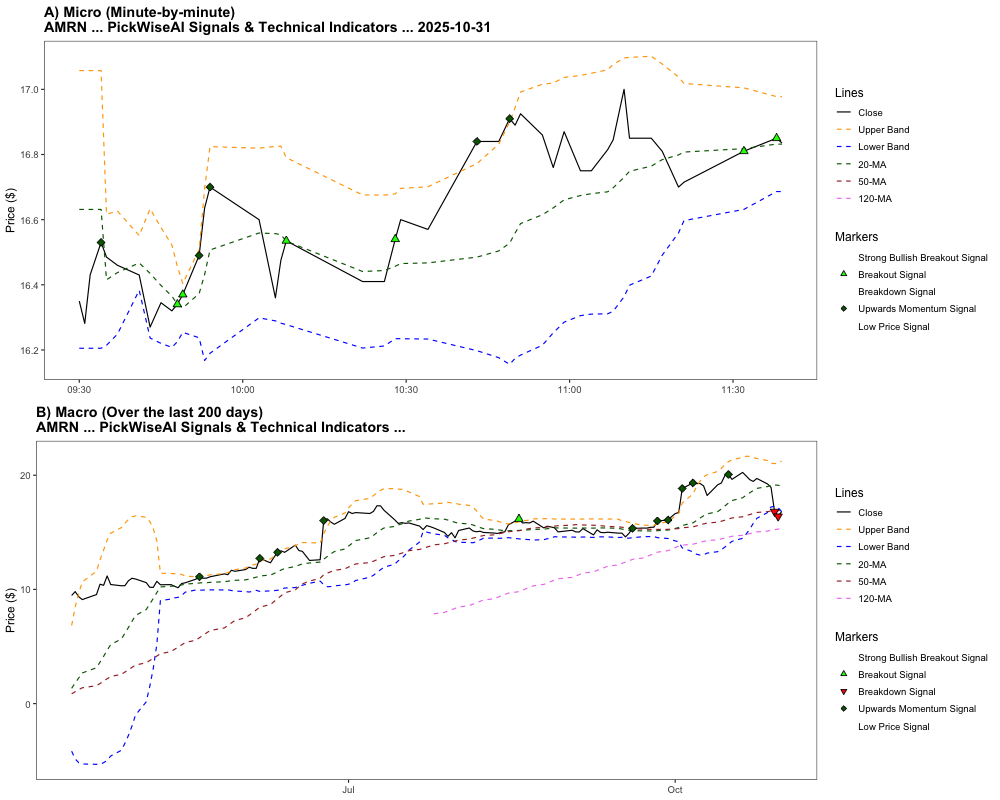 A) Micro (Minute-by-minute)
AMRN ... PickWiseAI Signals & Technical Indicators ... 2025-10-31
Price ($)
17.0
16.8
16.6
16.4
16.2
09:30
10:00
10:30
11:00
11:30
Lines
Close
Upper Band
Lower Band
20-MA
50-MA
120-MA
Markers
Strong Bullish Breakout Signal
Breakout Signal
Breakdown Signal
Upwards Momentum Signal
Low Price Signal
B) Macro (Over the last 200 days)
AMRN ... PickWiseAI Signals & Technical Indicators ...
Price ($)
20
10
0
Jul
Oct
Lines
Close
Upper Band
Lower Band
20-MA
50-MA
120-MA
Markers
Strong Bullish Breakout Signal
Breakout Signal
Breakdown Signal
Upwards Momentum Signal
Low Price Signal